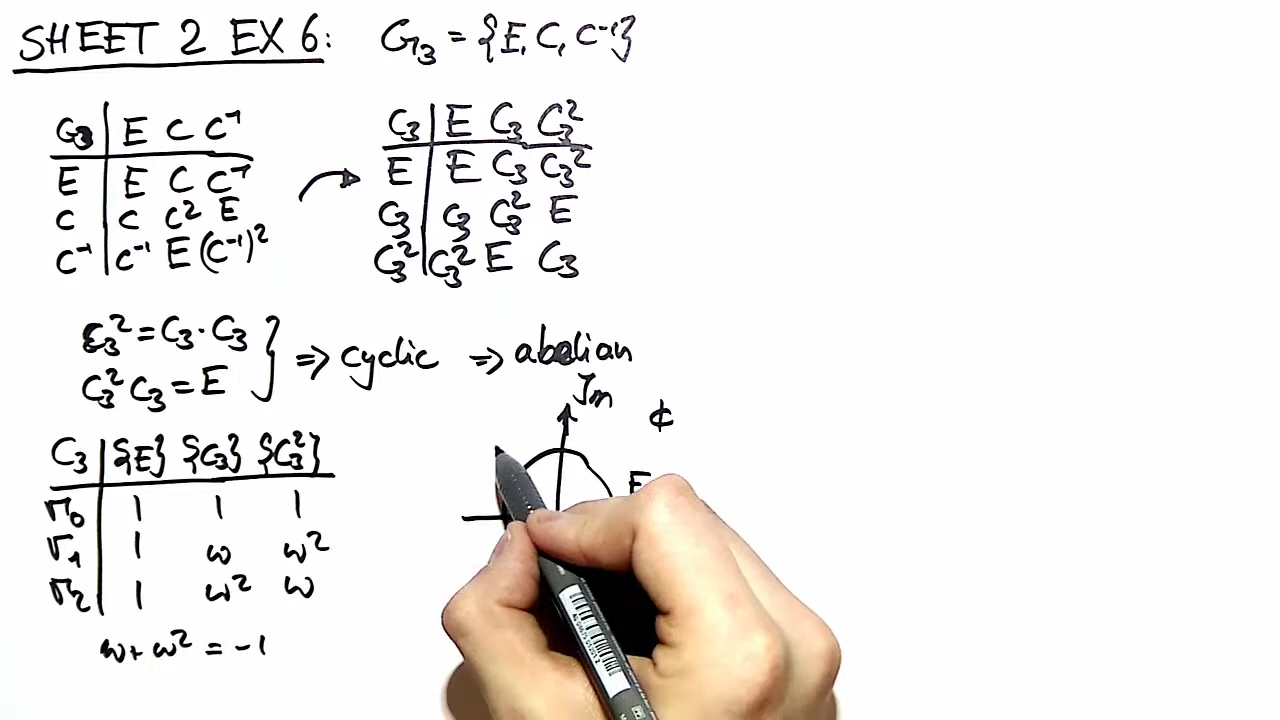 SHEET 2 EX 6: G₃ = {E, C, C⁻¹}
G₃ | E C C⁻¹
E | E C C⁻¹
C | C C² E
C⁻¹ | C⁻¹ E (C⁻¹)²
C₃ | E C₃ C₃²
E | E C₃ C₃²
C₃ | C₃ C₃² E
C₃² | C₃² E C₃
C₃² = C₃ · C₃
C₃² C₃ = E
} ⇒ cyclic ⇒ abelian
C₃ | {E} {C₃} {C₃²}
Γ₀ | 1 1 1
Γ₁ | 1 ω ω²
Γ₂ | 1 ω² ω
ω + ω² = -1
Im ₵
E